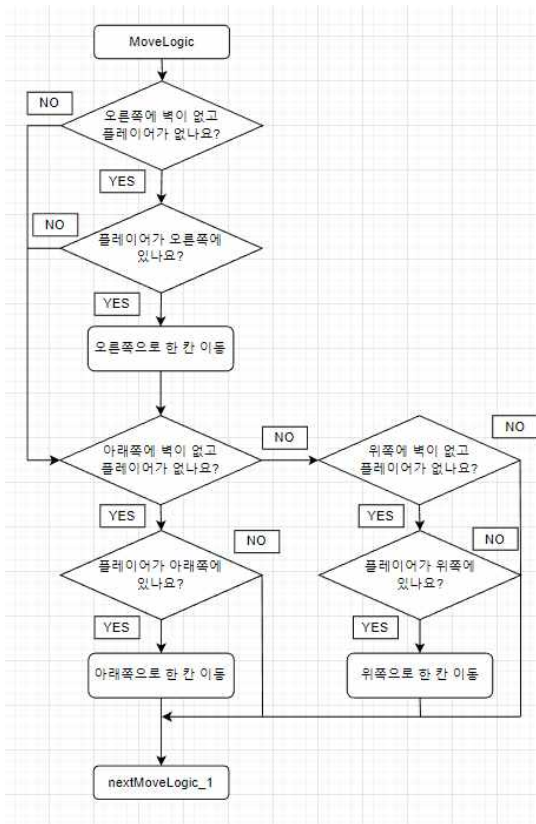 MoveLogic
NO
오른쪽에 벽이 없고
플레이어가 없나요?
YES
NO
플레이어가 오른쪽에
있나요?
YES
오른쪽으로 한 칸 이동
아래쪽에 벽이 없고
플레이어가 없나요?
NO
위쪽에 벽이 없고
플레이어가 없나요?
NO
YES
NO
YES
NO
플레이어가 아래쪽에
있나요?
플레이어가 위쪽에
있나요?
YES
YES
아래쪽으로 한 칸 이동
위쪽으로 한 칸 이동
nextMoveLogic_1